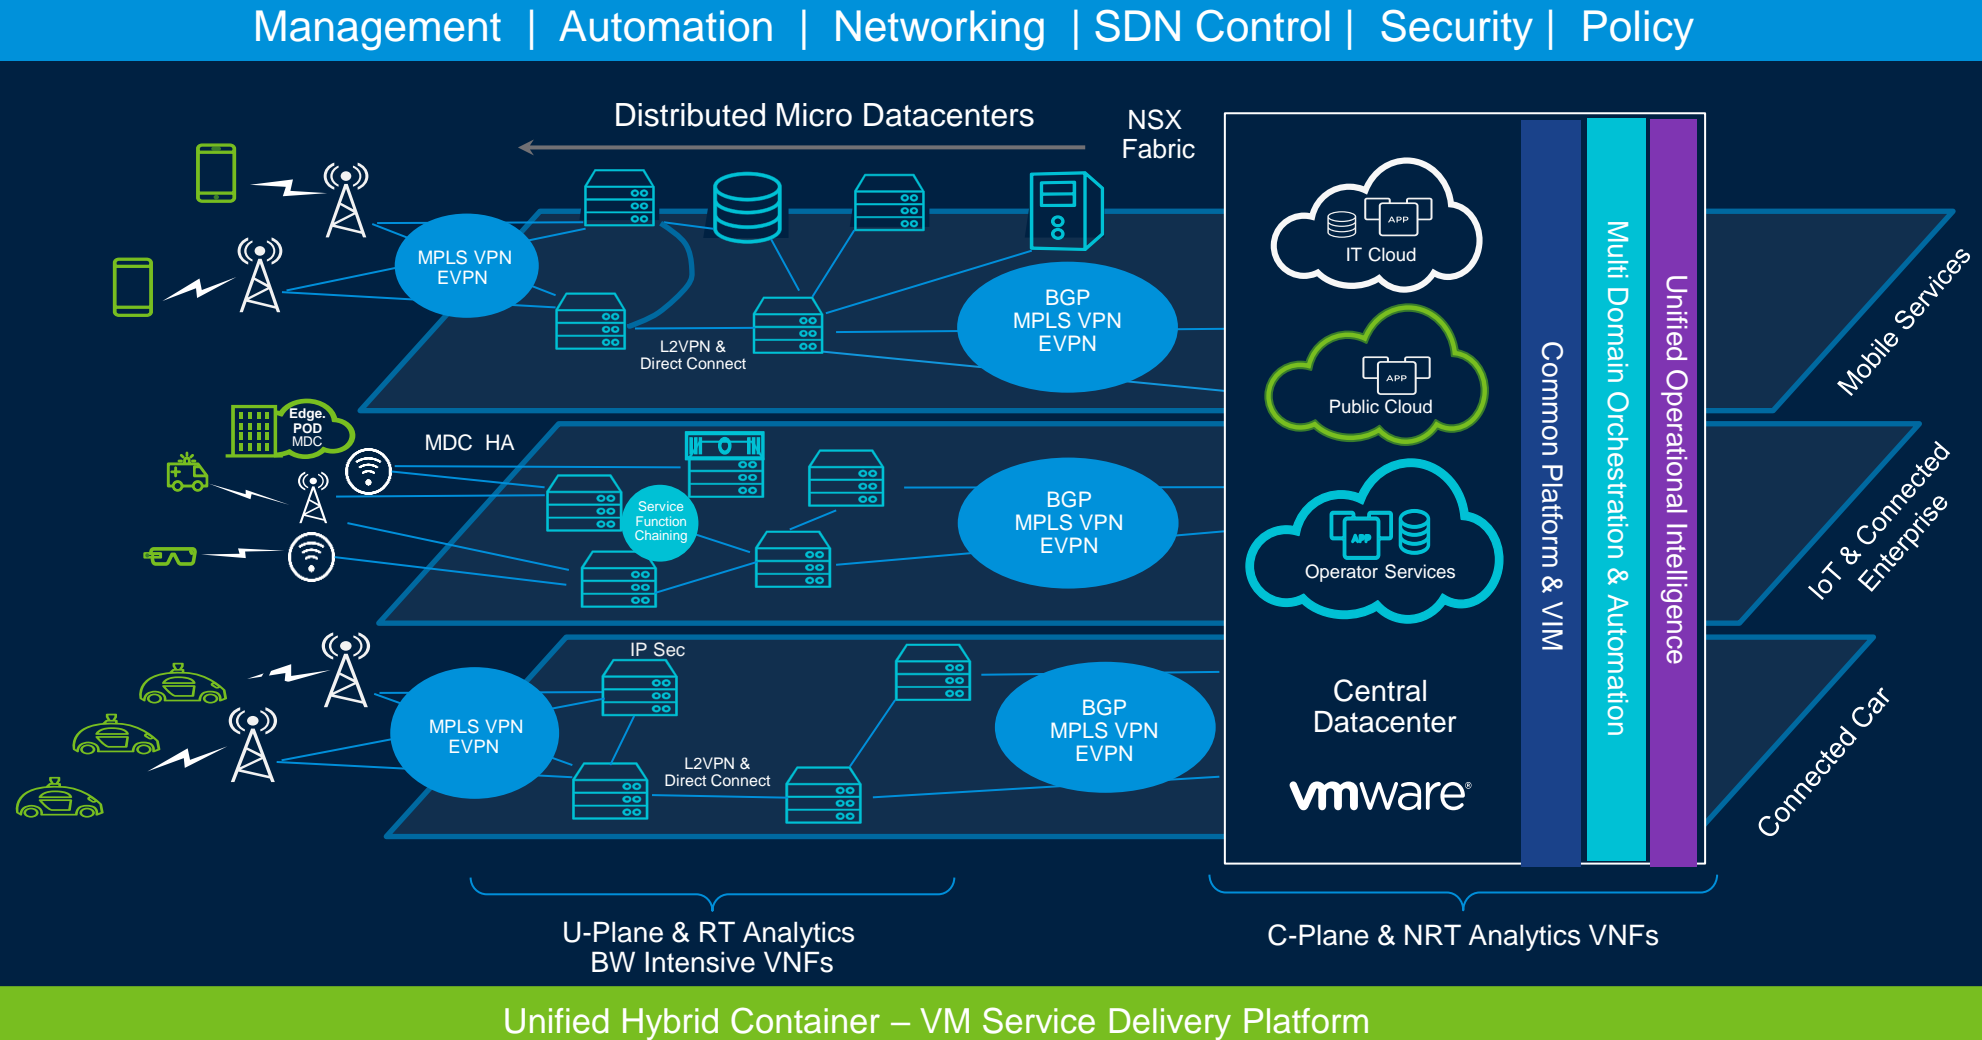 Management | Automation | Networking | SDN Control | Security | Policy
Distributed Micro Datacenters
NSX
Fabric
MPLS VPN
EVPN
L2VPN &
Direct Connect
BGP
MPLS VPN
EVPN
Mobile Services
Edge.
POD
MDC
MDC HA
Service
Function
Chaining
BGP
MPLS VPN
EVPN
IoT & Connected
Enterprise
IP Sec
MPLS VPN
EVPN
L2VPN &
Direct Connect
BGP
MPLS VPN
EVPN
Connected Car
APP
IT Cloud
APP
Public Cloud
APP
Operator Services
Central
Datacenter
vmware®
Common Platform & VIM
Multi Domain Orchestration & Automation
Unified Operational Intelligence
U-Plane & RT Analytics
BW Intensive VNFs
C-Plane & NRT Analytics VNFs
Unified Hybrid Container – VM Service Delivery Platform